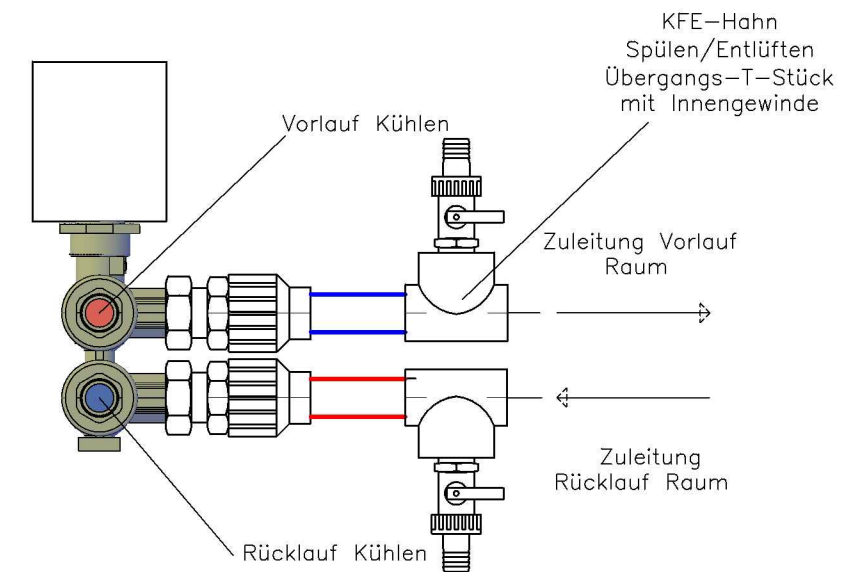 KFE-Hahn
Spülen/Entlüften
Übergangs-T-Stück
mit Innengewinde
Vorlauf Kühlen
Zuleitung Vorlauf
Raum
Zuleitung
Rücklauf Raum
Rücklauf Kühlen